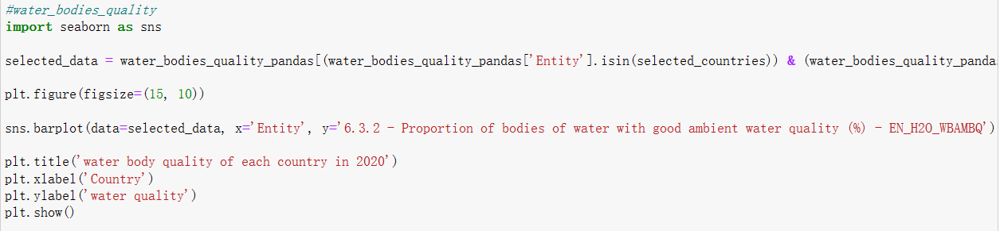 #water_bodies_quality
import seaborn as sns
selected_data = water_bodies_quality_pandas[(water_bodies_quality_pandas['Entity'].isin(selected_countries)) & (water_bodies_quality_panda
plt.figure(figsize=(15, 10))
sns.barplot(data=selected_data, x='Entity', y='6.3.2 - Proportion of bodies of water with good ambient water quality (%) - EN_H2O_WBAMBQ')
plt.title('water body quality of each country in 2020')
plt.xlabel('Country')
plt.ylabel('water quality')
plt.show()